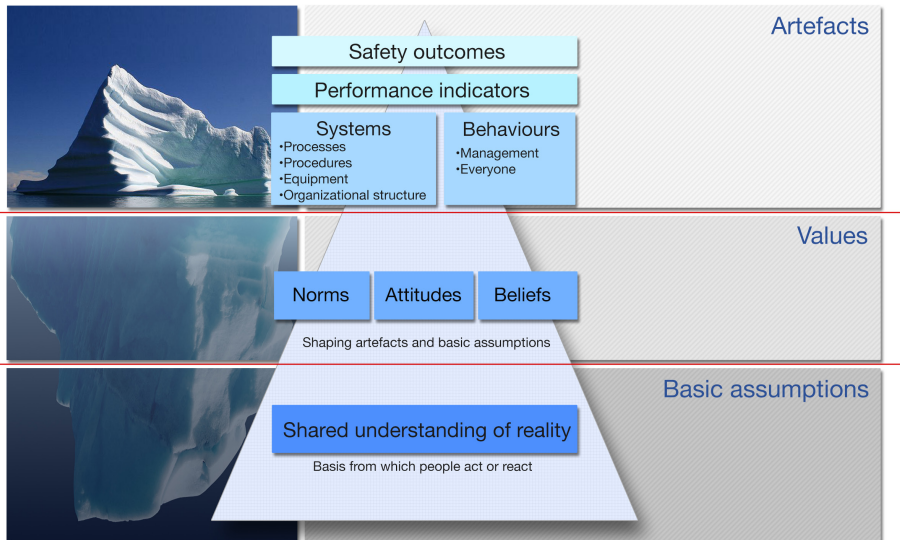 Artefacts
Safety outcomes
Performance indicators
Systems
•Processes
•Procedures
•Equipment
•Organizational structure
Behaviours
•Management
•Everyone
Values
Norms
Attitudes
Beliefs
Shaping artefacts and basic assumptions
Basic assumptions
Shared understanding of reality
Basis from which people act or react